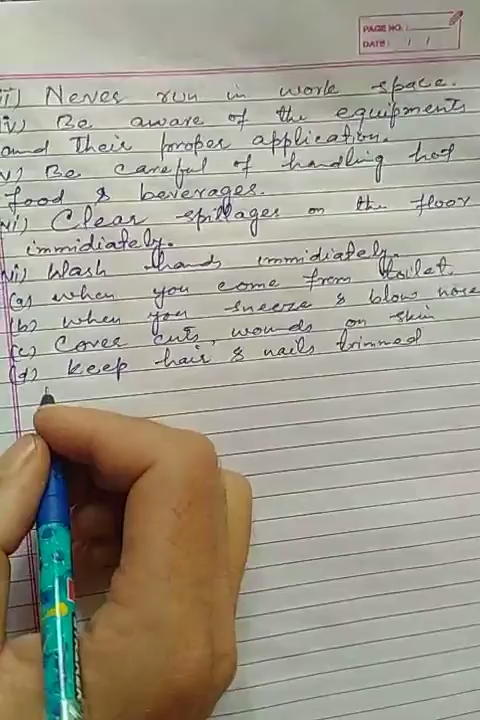 PAGE NO.:
DATE: / /
iii) Never run in work space.
iv) Be aware of the equipments
and Their proper application.
v) Be careful of handling hot
food & beverages.
vi) Clear spillages on the floor
immidiately.
vii) Wash hands immidiately.
(a) when you come from toilet
(b) when you sneeze & blow nose
(c) Cover cuts, wounds on skin
(d) Keep hair & nails trimmed